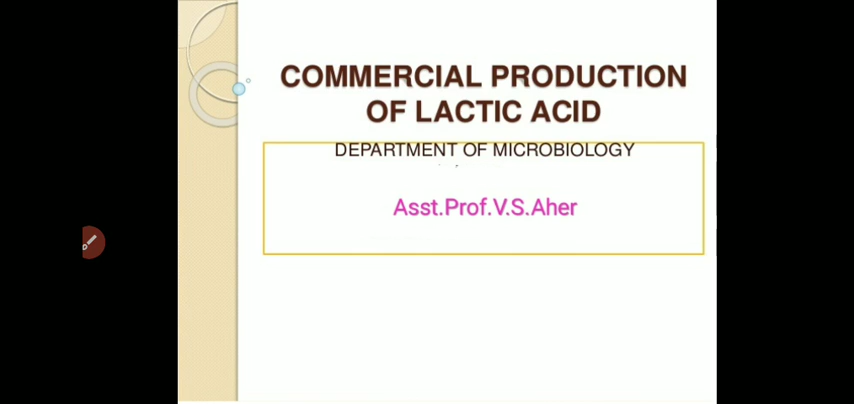 COMMERCIAL PRODUCTION
OF LACTIC ACID
DEPARTMENT OF MICROBIOLOGY
Asst.Prof.V.S.Aher